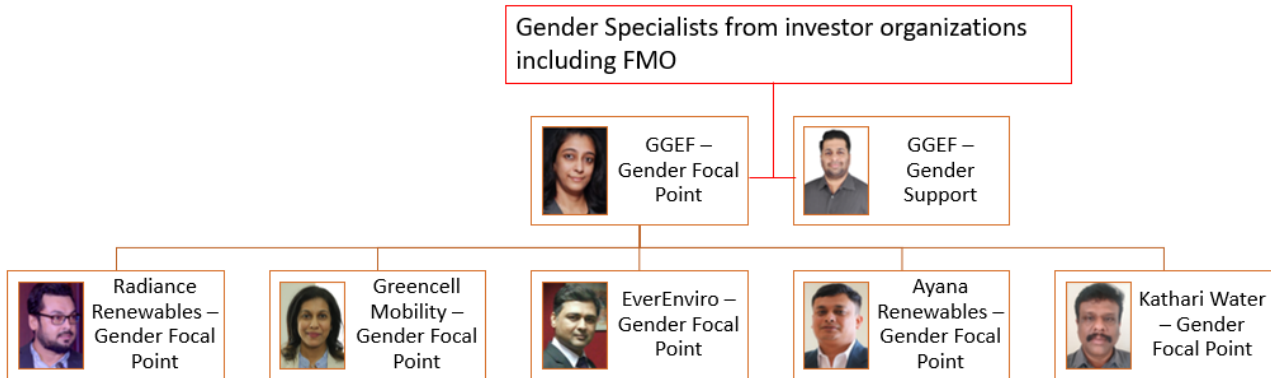 Gender Specialists from investor organizations
including FMO
GGEF –
Gender Focal
Point
GGEF –
Gender
Support
Radiance
Renewables –
Gender Focal
Point
Greencell
Mobility –
Gender Focal
Point
EverEnviro –
Gender Focal
Point
Ayana
Renewables –
Gender Focal
Point
Kathari Water
– Gender
Focal Point